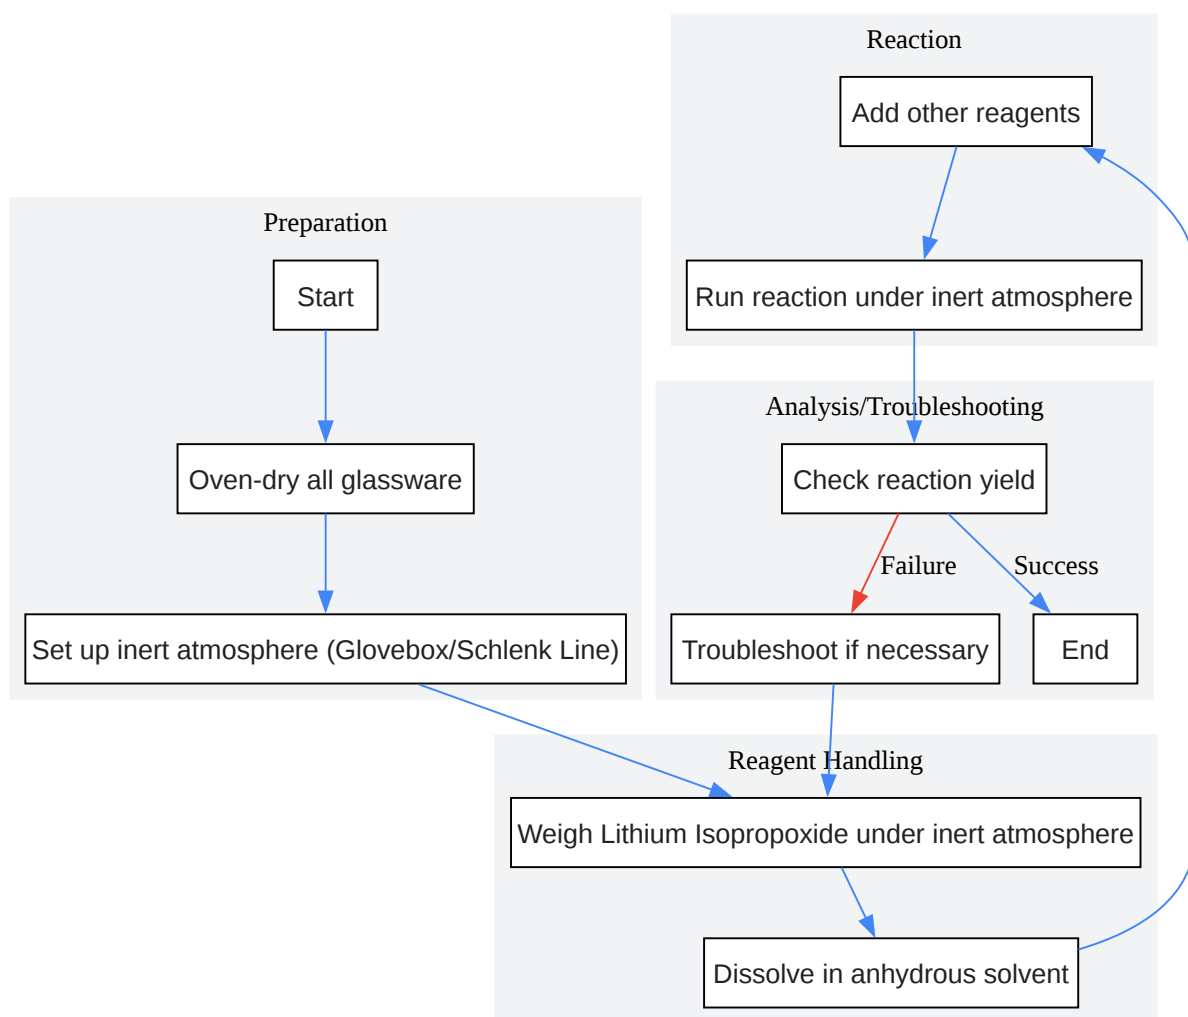 Reaction
Add other reagents
Run reaction under inert atmosphere
Preparation
Start
Oven-dry all glassware
Set up inert atmosphere (Glovebox/Schlenk Line)
Analysis/Troubleshooting
Check reaction yield
Failure
Success
Troubleshoot if necessary
End
Reagent Handling
Weigh Lithium Isopropoxide under inert atmosphere
Dissolve in anhydrous solvent